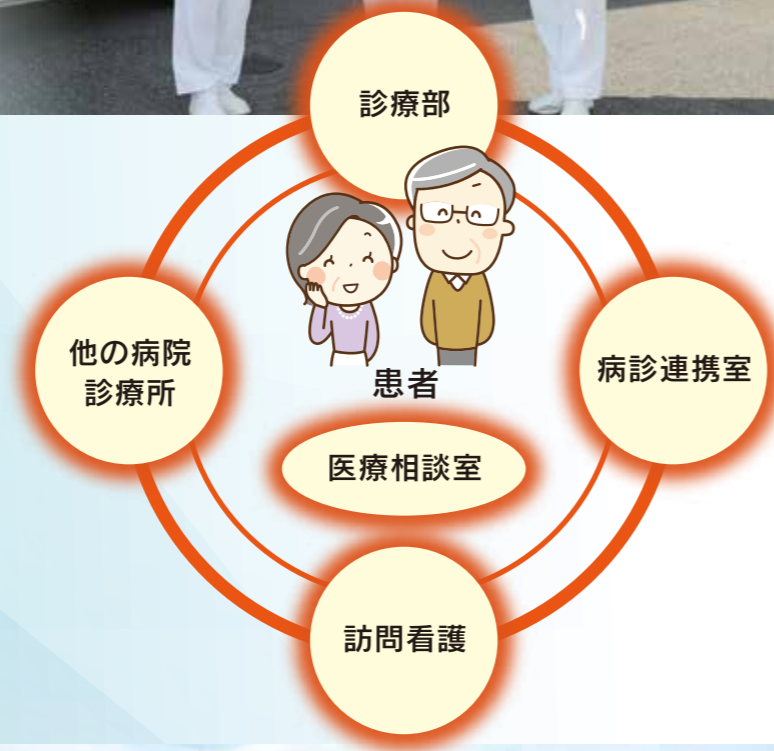 診療部
他の病院
診療所
病診連携室
患者
医療相談室
訪問看護